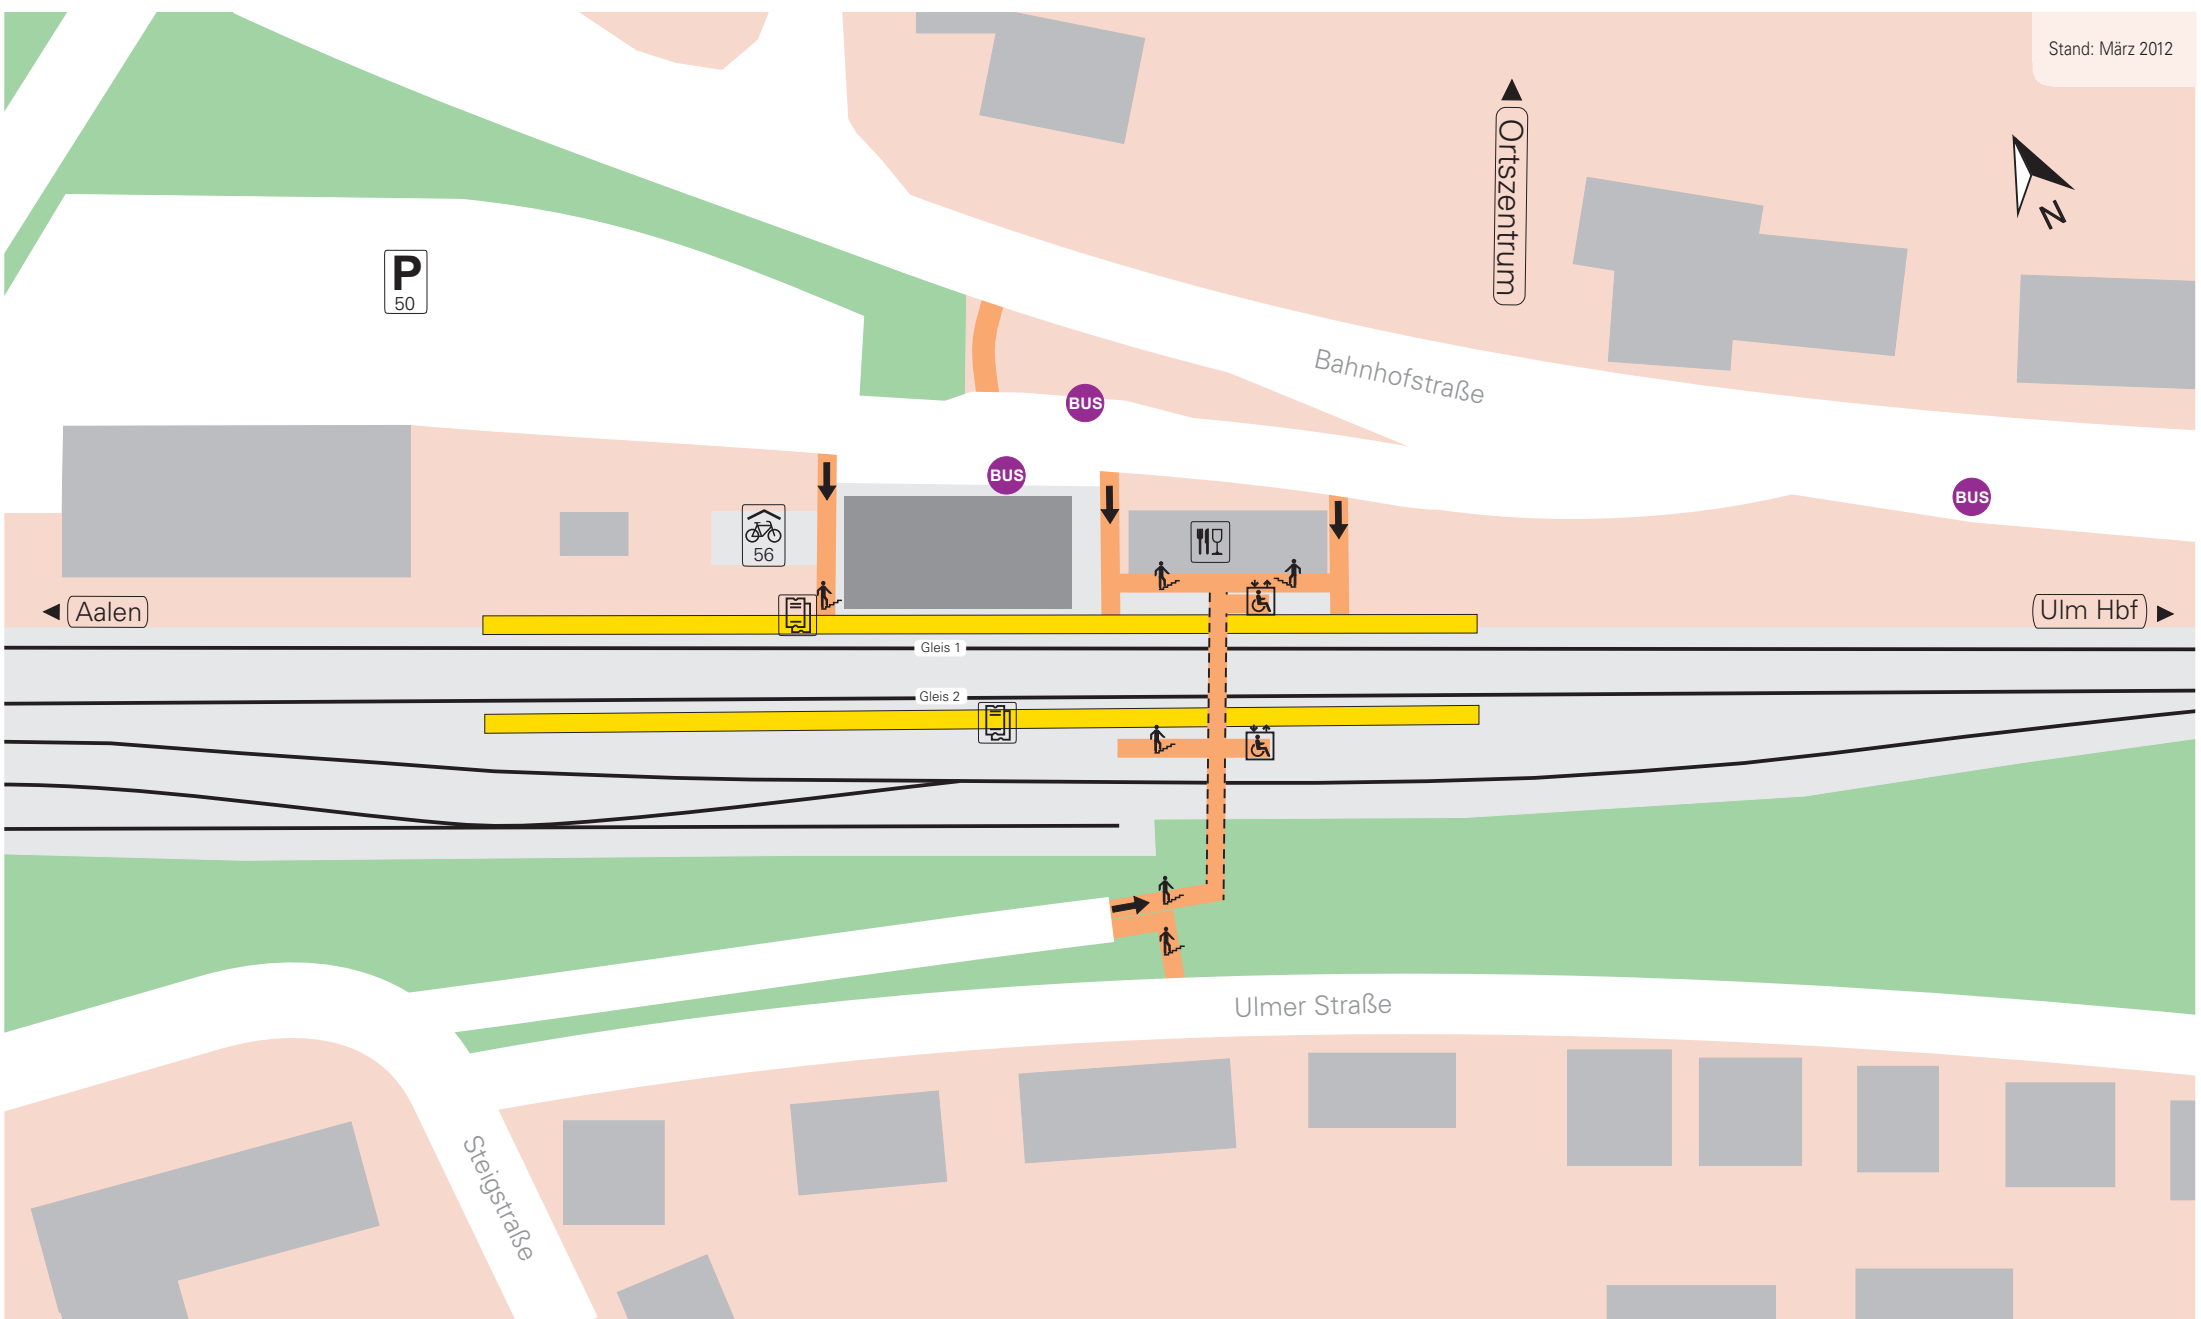 Stand: März 2012
Ortszentrum
N
P
50
Bahnhofstraße
BUS
BUS
BUS
56
Aalen
Ulm Hbf
Gleis 1
Gleis 2
Ulmer Straße
Steigstraße